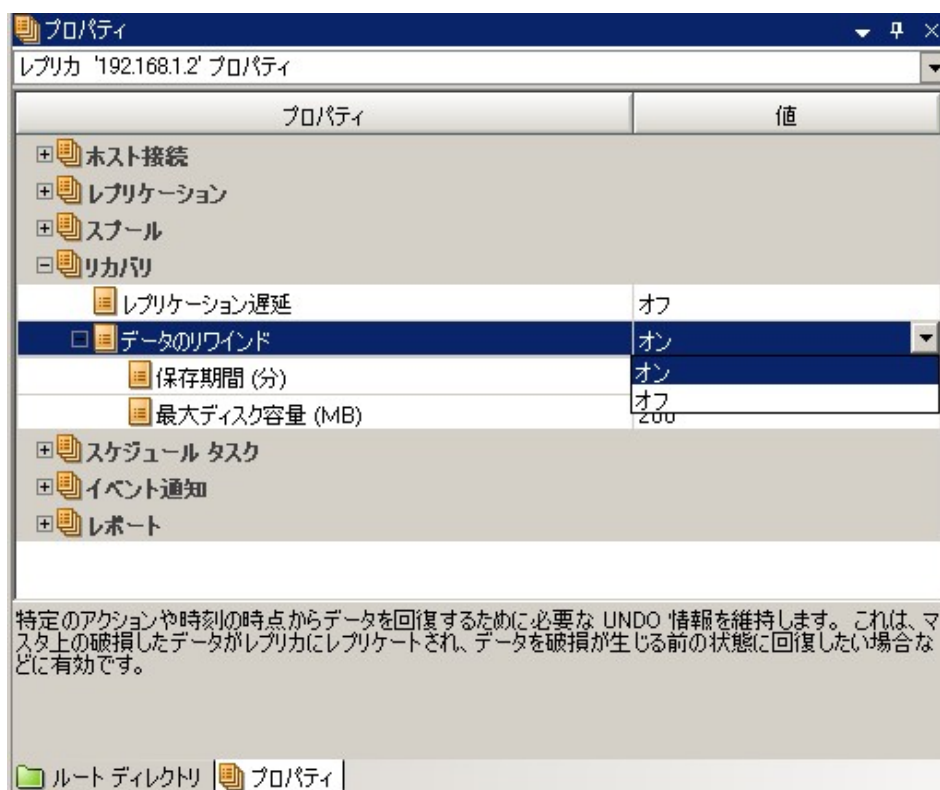 プロパティ
レプリカ '192.168.1.2' プロパティ
プロパティ 値
ホスト接続
レプリケーション
スプール
リカバリ
レプリケーション遅延 オフ
データのリワインド オン
保存期間 (分) オン
オフ
最大ディスク容量 (MB) 200
スケジュール タスク
イベント通知
レポート
特定のアクションや時刻の時点からデータを回復するために必要な UNDO 情報を維持します。これは、マ
スタ上の破損したデータがレプリカにレプリケートされ、データを破損が生じる前の状態に回復したい場合な
どに有効です。
ルート ディレクトリ プロパティ